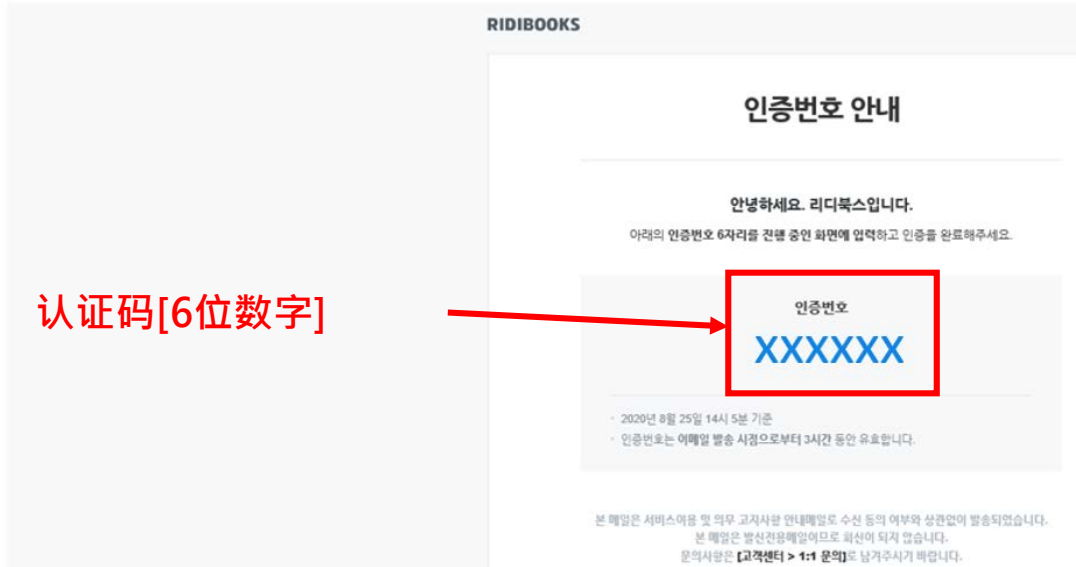 RIDIBOOKS
인증번호 안내
안녕하세요. 리디북스입니다.
아래의 인증번호 6자리를 진행 중인 화면에 입력하고 인증을 완료해주세요.
认证码[6位数字]
인증번호
XXXXXX
· 2020년 8월 25일 14시 5분 기준
· 인증번호는 이메일 발송 시점으로부터 3시간 동안 유효합니다.
본 메일은 서비스이용 및 의무 고지사항 안내메일로 수신 동의 여부와 상관없이 발송되었습니다.
본 메일은 발신전용메일이므로 회신이 되지 않습니다.
문의사항은 [고객센터 > 1:1 문의]로 남겨주시기 바랍니다.